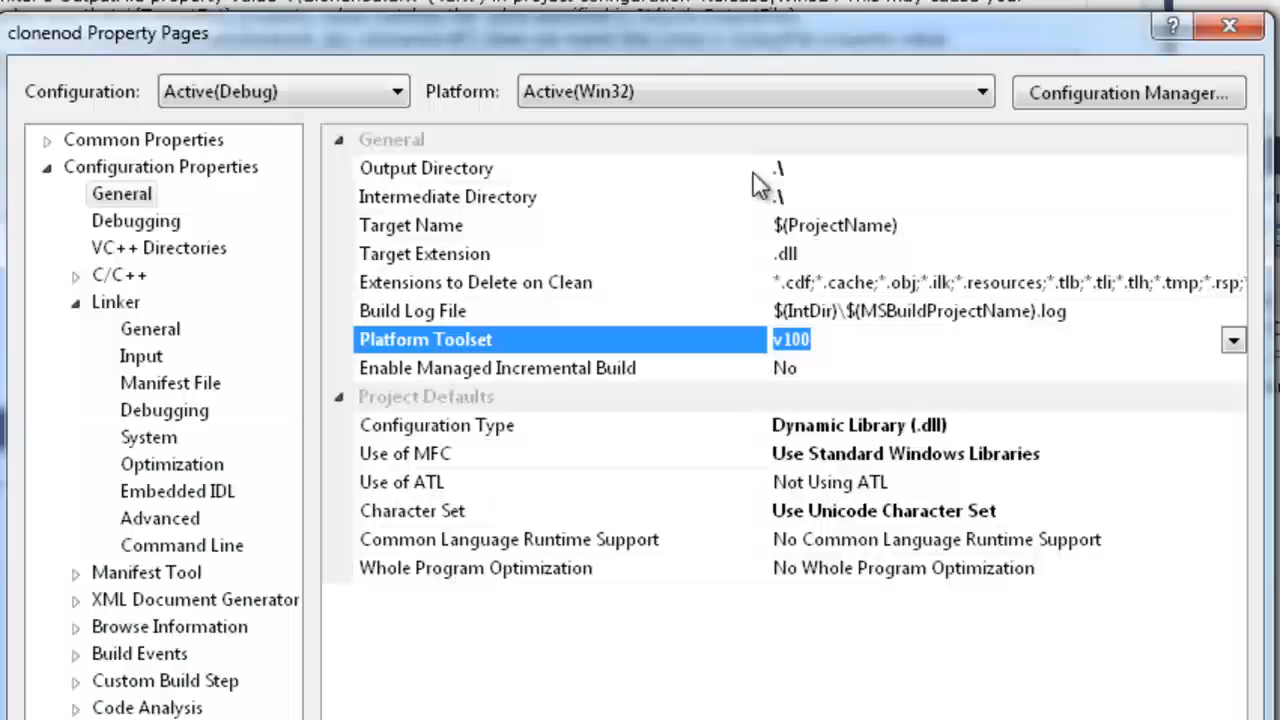 clonenod Property Pages
?
Configuration: Active(Debug) Platform: Active(Win32) Configuration Manager...
Common Properties
Configuration Properties
General
Debugging
VC++ Directories
C/C++
Linker
General
Input
Manifest File
Debugging
System
Optimization
Embedded IDL
Advanced
Command Line
Manifest Tool
XML Document Generator
Browse Information
Build Events
Custom Build Step
Code Analysis
General
Output Directory .\
Intermediate Directory .\
Target Name $(ProjectName)
Target Extension .dll
Extensions to Delete on Clean *.cdf;*.cache;*.obj;*.ilk;*.resources;*.tlb;*.tli;*.tlh;*.tmp;*.rsp;
Build Log File $(IntDir)\$(MSBuildProjectName).log
Platform Toolset v100
Enable Managed Incremental Build No
Project Defaults
Configuration Type Dynamic Library (.dll)
Use of MFC Use Standard Windows Libraries
Use of ATL Not Using ATL
Character Set Use Unicode Character Set
Common Language Runtime Support No Common Language Runtime Support
Whole Program Optimization No Whole Program Optimization